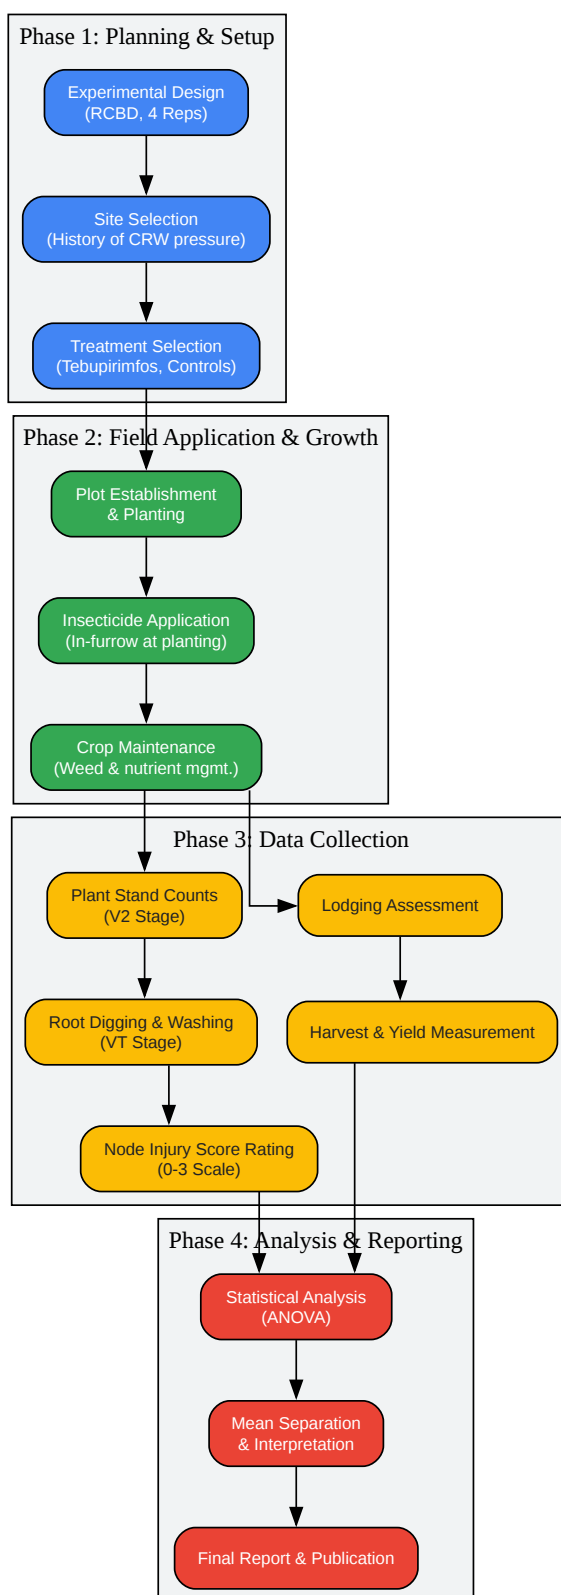 Phase 1: Planning & Setup
Experimental Design
(RCBD, 4 Reps)
Site Selection
(History of CRW pressure)
Treatment Selection
(Tebupirimfos, Controls)
Phase 2: Field Application & Growth
Plot Establishment
& Planting
Insecticide Application
(In-furrow at planting)
Crop Maintenance
(Weed & nutrient mgmt.)
Phase 3: Data Collection
Plant Stand Counts
(V2 Stage)
Lodging Assessment
Root Digging & Washing
(VT Stage)
Harvest & Yield Measurement
Node Injury Score Rating
(0-3 Scale)
Phase 4: Analysis & Reporting
Statistical Analysis
(ANOVA)
Mean Separation
& Interpretation
Final Report & Publication